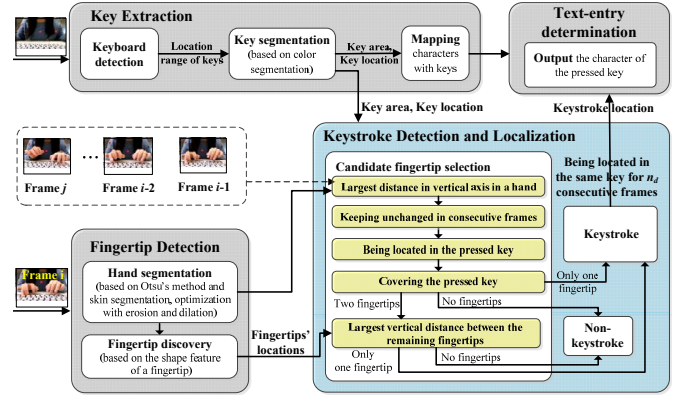 Key Extraction
Keyboard
detection
Location
range of keys
Key segmentation
(based on color
segmentation)
Key area,
Key location
Mapping
characters
with keys
Text-entry
determination
Output the character of
the pressed key
Key area, Key location
Keystroke location
Frame j
...
Frame i-2
Frame i-1
Keystroke Detection and Localization
Candidate fingertip selection
Largest distance in vertical axis in a hand
Keeping unchanged in consecutive frames
Being located in the pressed key
Covering the pressed key
Two fingertips
No fingertips
Only one
fingertip
Largest vertical distance between the
remaining fingertips
Only
one fingertip
No fingertips
Being located in
the same key for nd
consecutive frames
Keystroke
Non-
keystroke
Fingertip Detection
Frame i
Hand segmentation
(based on Otsu's method and
skin segmentation, optimization
with erosion and dilation)
Fingertip discovery
(based on the shape feature
of a fingertip)
Fingertips'
locations